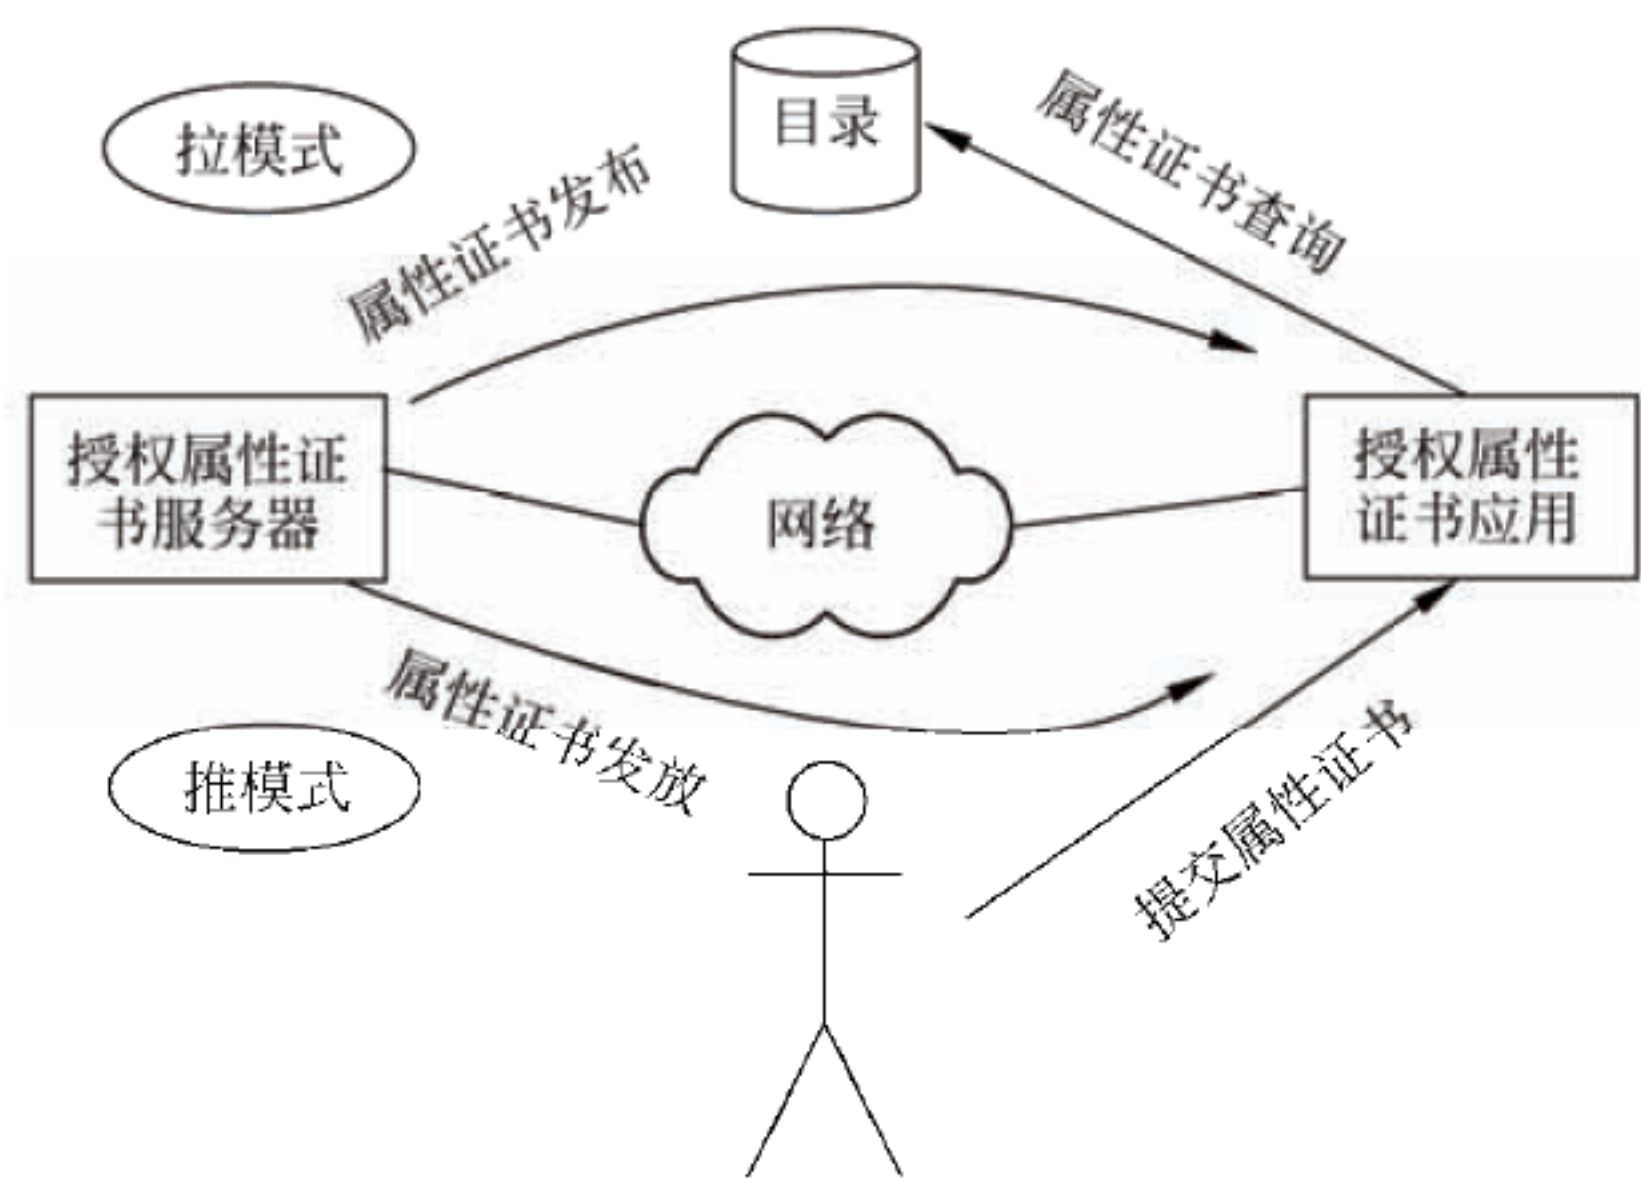 目录
拉模式
属性证书发布
属性证书查询
授权属性证
书服务器
网络
授权属性
证书应用
属性证书发放
推模式
提交属性证书